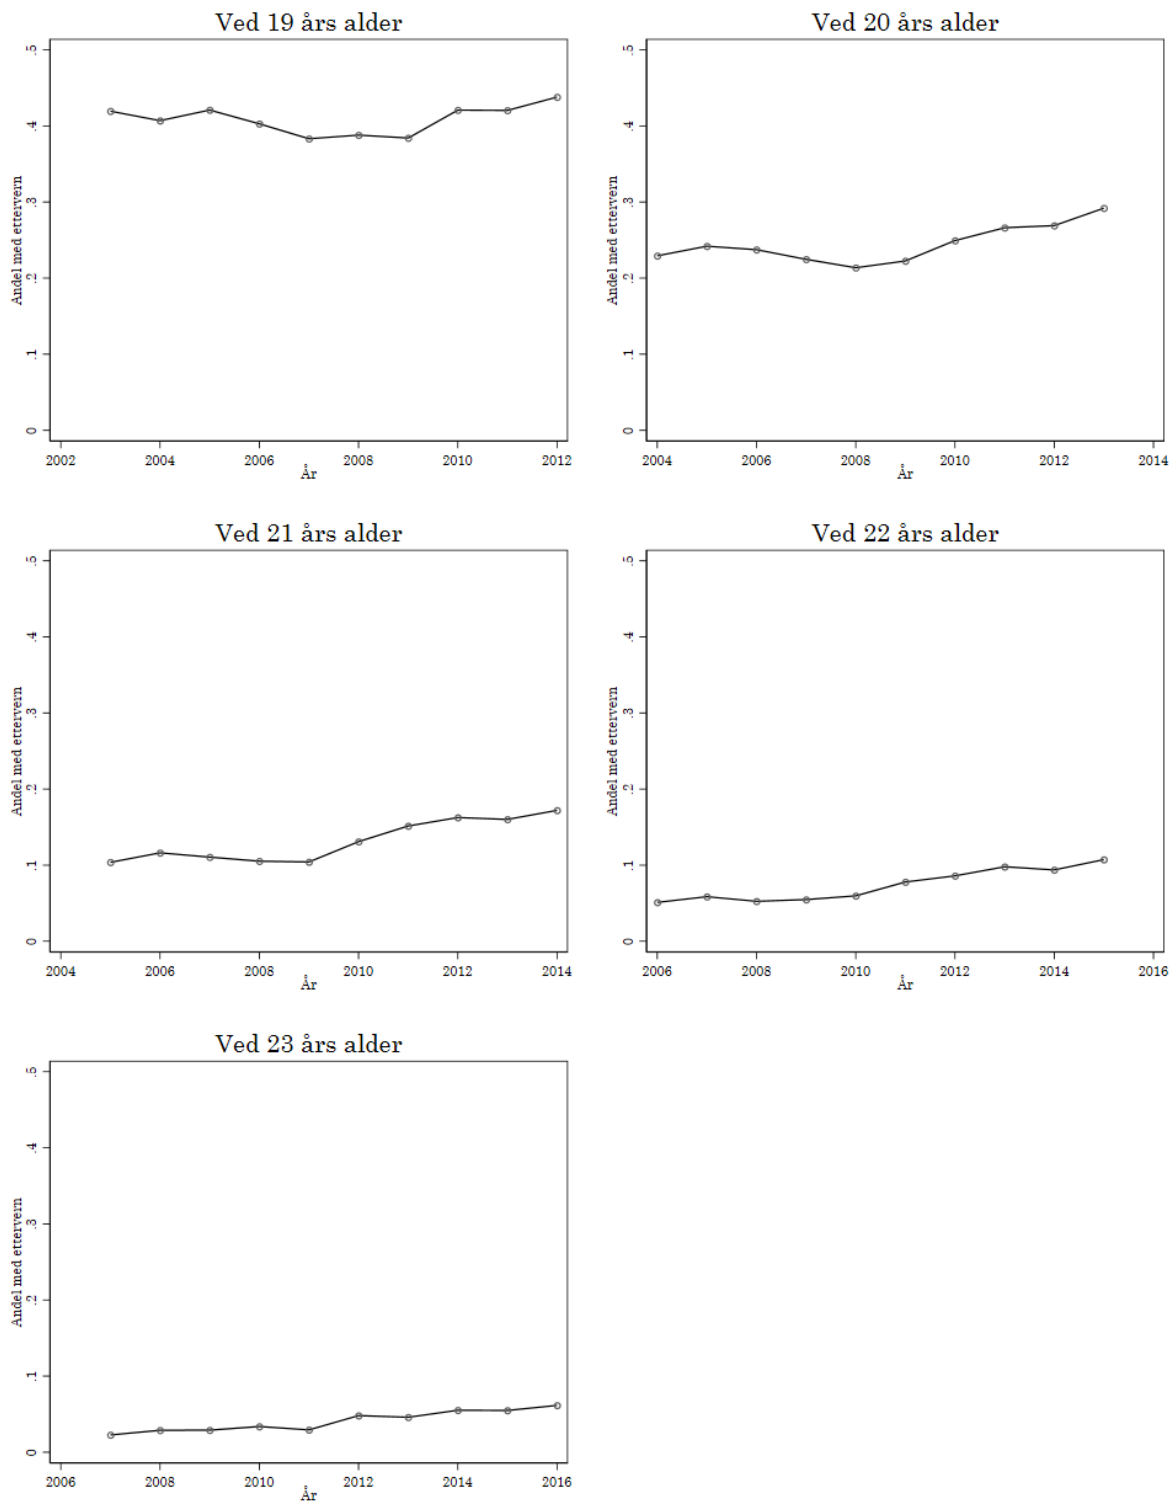 Ved 19 års alder
Andel med ettervern
.5
.4
.3
.2
.1
0
2002 2004 2006 2008 2010 2012
År
Ved 20 års alder
Andel med ettervern
.5
.4
.3
.2
.1
0
2004 2006 2008 2010 2012 2014
År
Ved 21 års alder
Andel med ettervern
.5
.4
.3
.2
.1
0
2004 2006 2008 2010 2012 2014
År
Ved 22 års alder
Andel med ettervern
.5
.4
.3
.2
.1
0
2006 2008 2010 2012 2014 2016
År
Ved 23 års alder
Andel med ettervern
.5
.4
.3
.2
.1
0
2006 2008 2010 2012 2014 2016
År